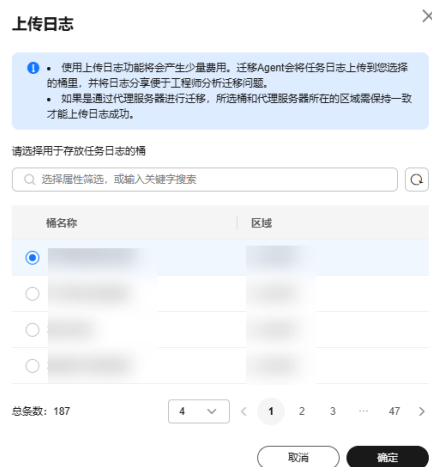 上传日志
• 使用上传日志功能将会产生少量费用。迁移Agent会将任务日志上传到您选择
的桶里，并将日志分享便于工程师分析迁移问题。
• 如果是通过代理服务器进行迁移，所选桶和代理服务器所在的区域需保持一致
才能上传日志成功。
请选择用于存放任务日志的桶
选择属性筛选，或输入关键字搜索
桶名称 区域
总条数：187 4 1 2 3 … 47
取消 确定